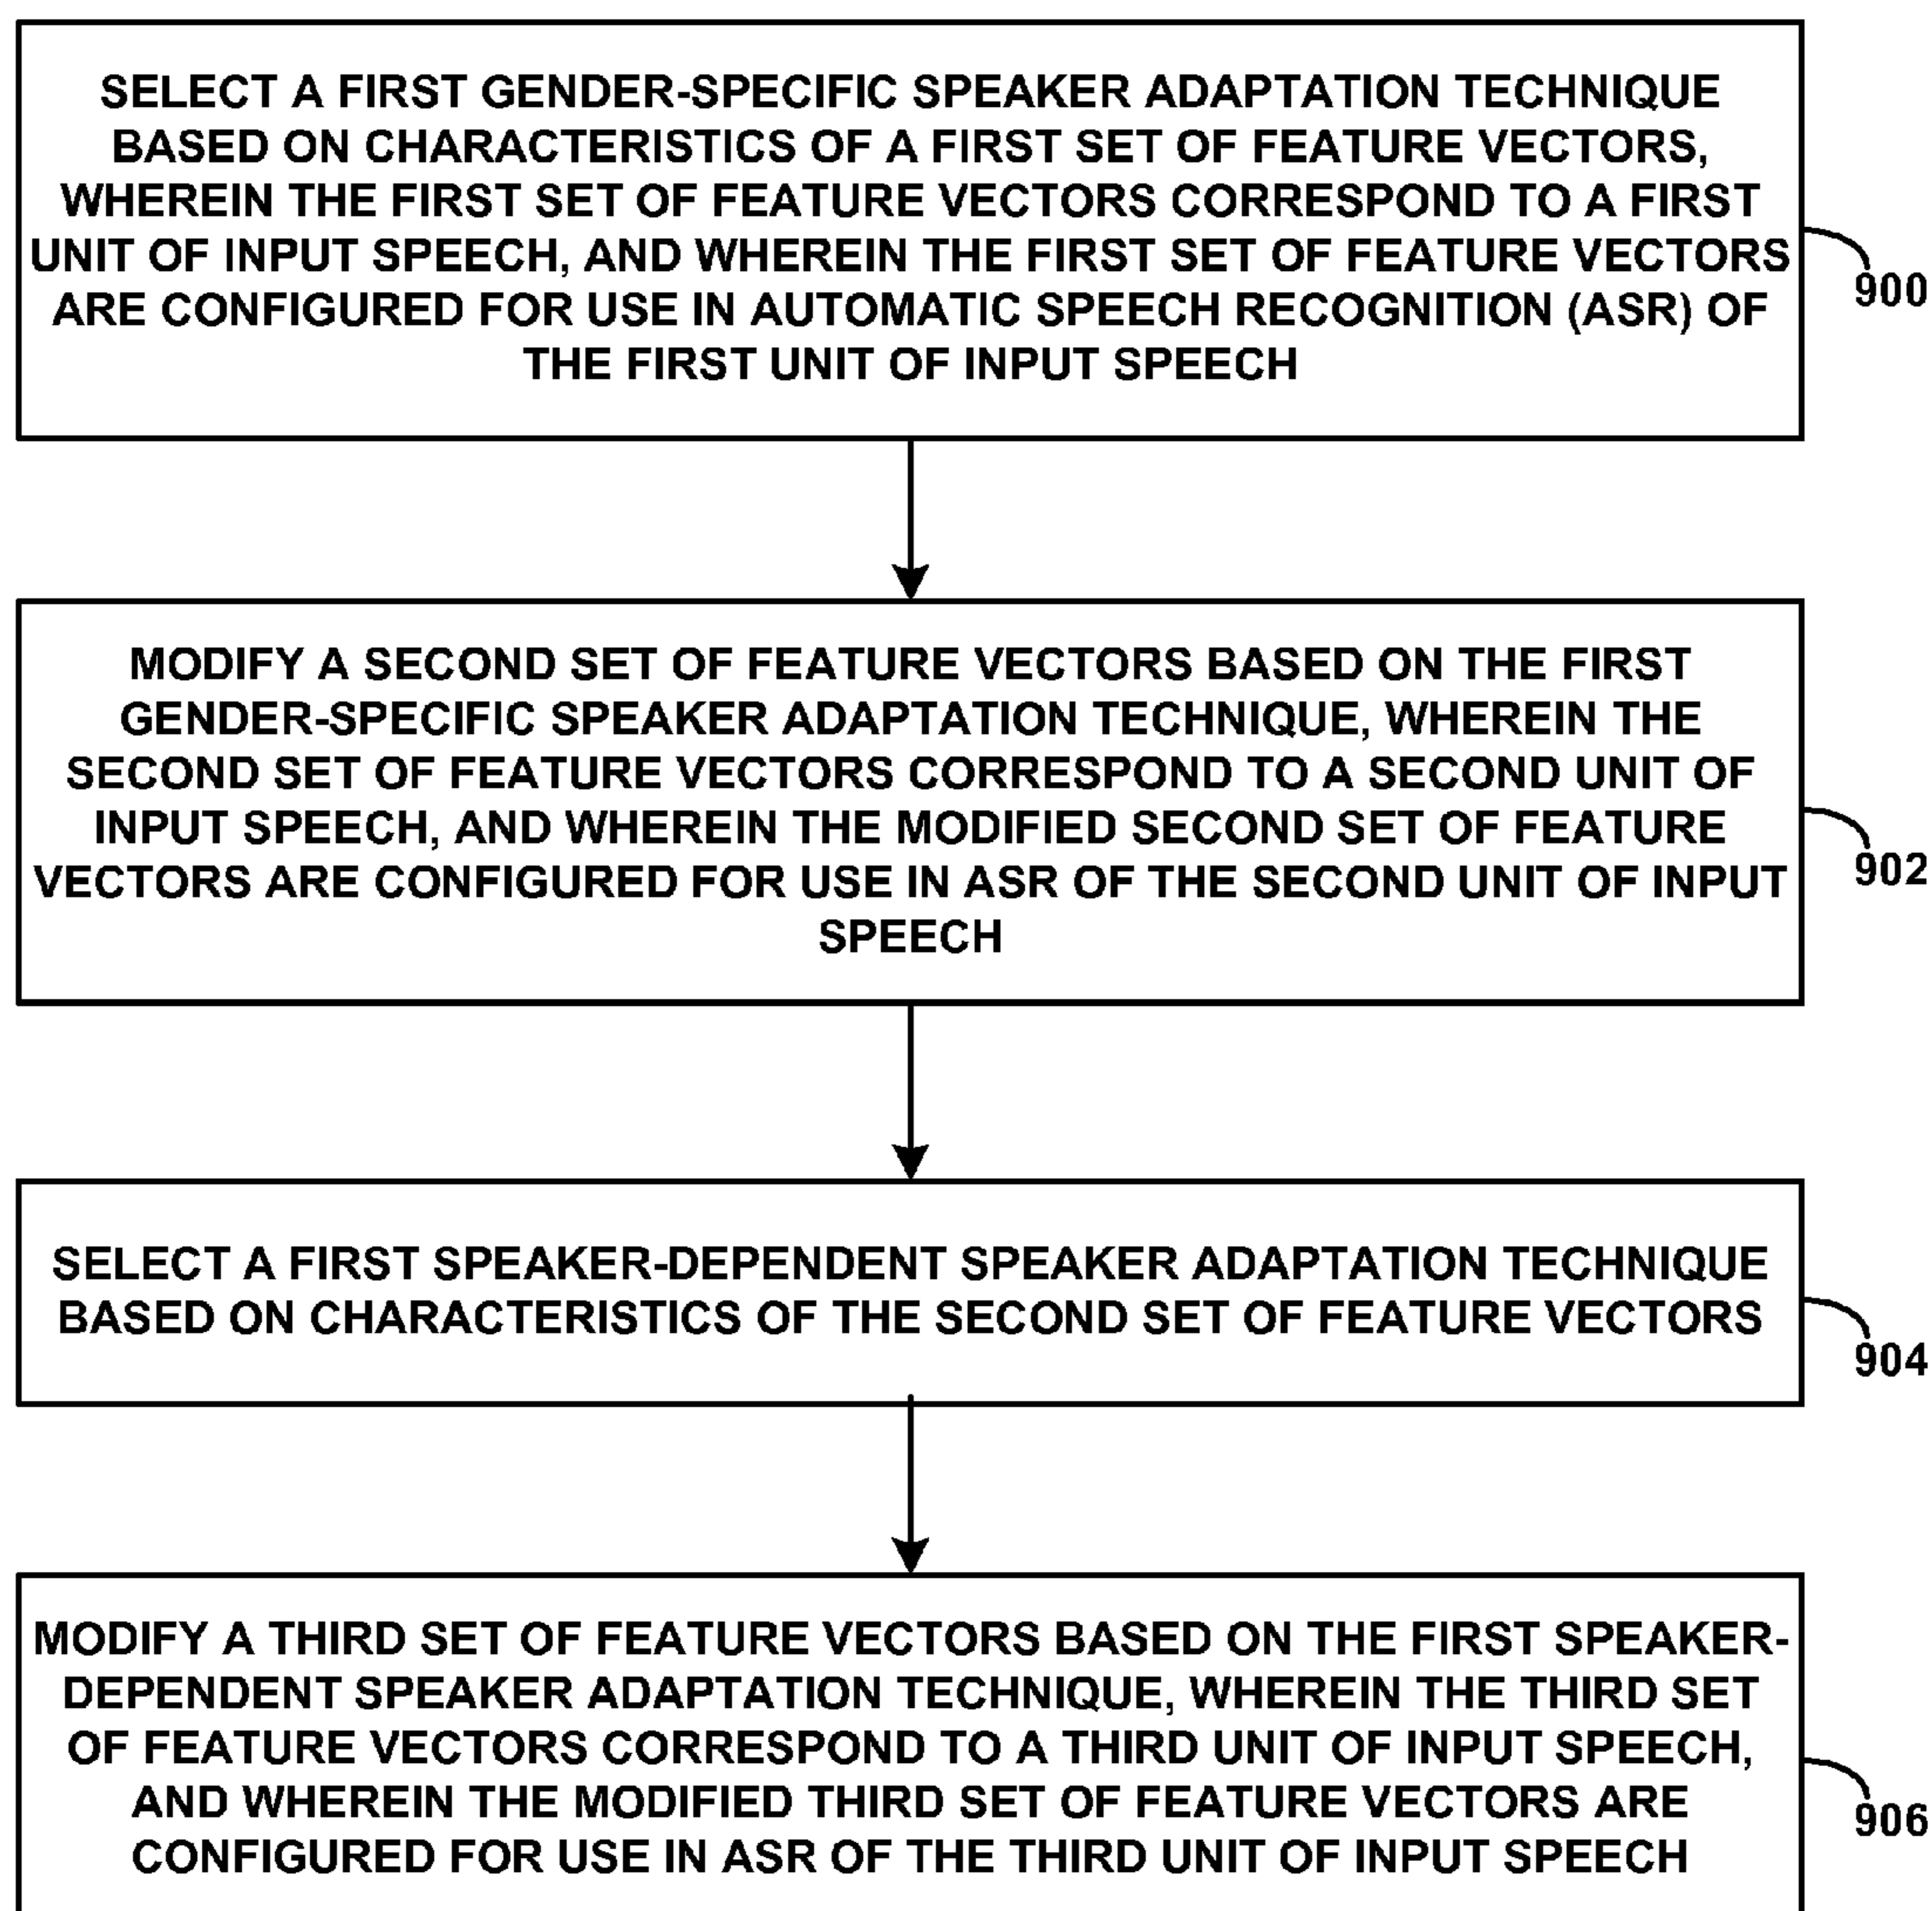 SELECT A FIRST GENDER-SPECIFIC SPEAKER ADAPTATION TECHNIQUE
BASED ON CHARACTERISTICS OF A FIRST SET OF FEATURE VECTORS,
WHEREIN THE FIRST SET OF FEATURE VECTORS CORRESPOND TO A FIRST
UNIT OF INPUT SPEECH, AND WHEREIN THE FIRST SET OF FEATURE VECTORS
ARE CONFIGURED FOR USE IN AUTOMATIC SPEECH RECOGNITION (ASR) OF
THE FIRST UNIT OF INPUT SPEECH
900
MODIFY A SECOND SET OF FEATURE VECTORS BASED ON THE FIRST
GENDER-SPECIFIC SPEAKER ADAPTATION TECHNIQUE, WHEREIN THE
SECOND SET OF FEATURE VECTORS CORRESPOND TO A SECOND UNIT OF
INPUT SPEECH, AND WHEREIN THE MODIFIED SECOND SET OF FEATURE
VECTORS ARE CONFIGURED FOR USE IN ASR OF THE SECOND UNIT OF INPUT
SPEECH
902
SELECT A FIRST SPEAKER-DEPENDENT SPEAKER ADAPTATION TECHNIQUE
BASED ON CHARACTERISTICS OF THE SECOND SET OF FEATURE VECTORS
904
MODIFY A THIRD SET OF FEATURE VECTORS BASED ON THE FIRST SPEAKER-
DEPENDENT SPEAKER ADAPTATION TECHNIQUE, WHEREIN THE THIRD SET
OF FEATURE VECTORS CORRESPOND TO A THIRD UNIT OF INPUT SPEECH,
AND WHEREIN THE MODIFIED THIRD SET OF FEATURE VECTORS ARE
CONFIGURED FOR USE IN ASR OF THE THIRD UNIT OF INPUT SPEECH
906